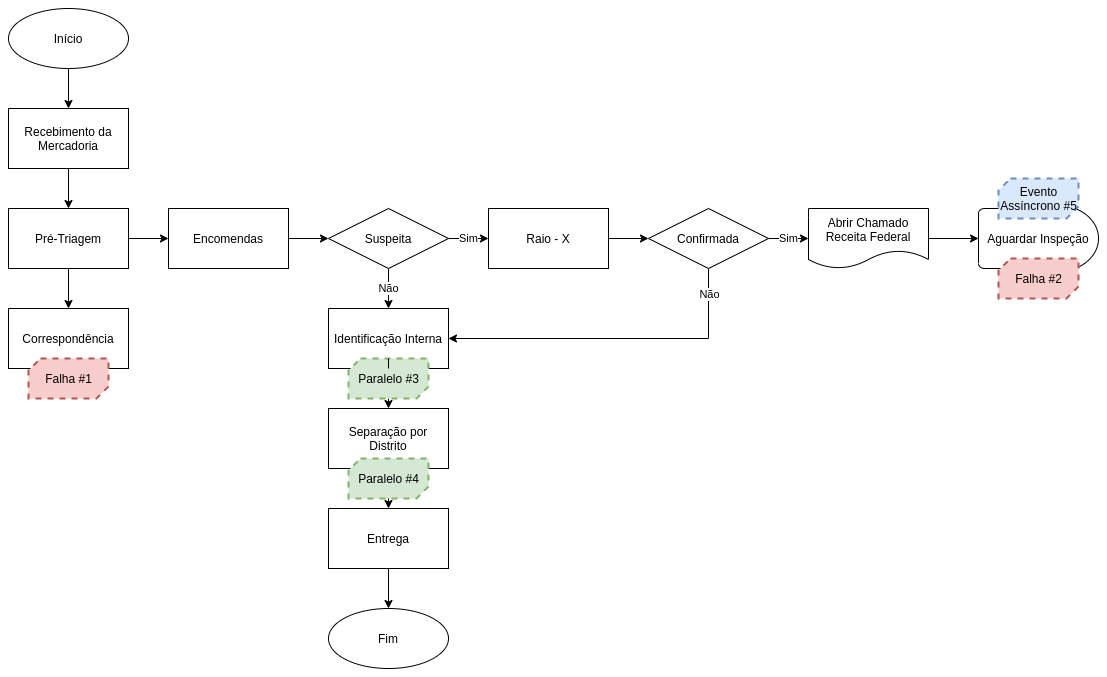 Início
Recebimento da
Mercadoria
Pré-Triagem
Encomendas
Suspeita
Sim
Raio - X
Confirmada
Sim
Abrir Chamado
Receita Federal
Evento
Assíncrono #5
Aguardar Inspeção
Falha #2
Não
Não
Correspondência
Falha #1
Identificação Interna
Paralelo #3
Separação por
Distrito
Paralelo #4
Entrega
Fim